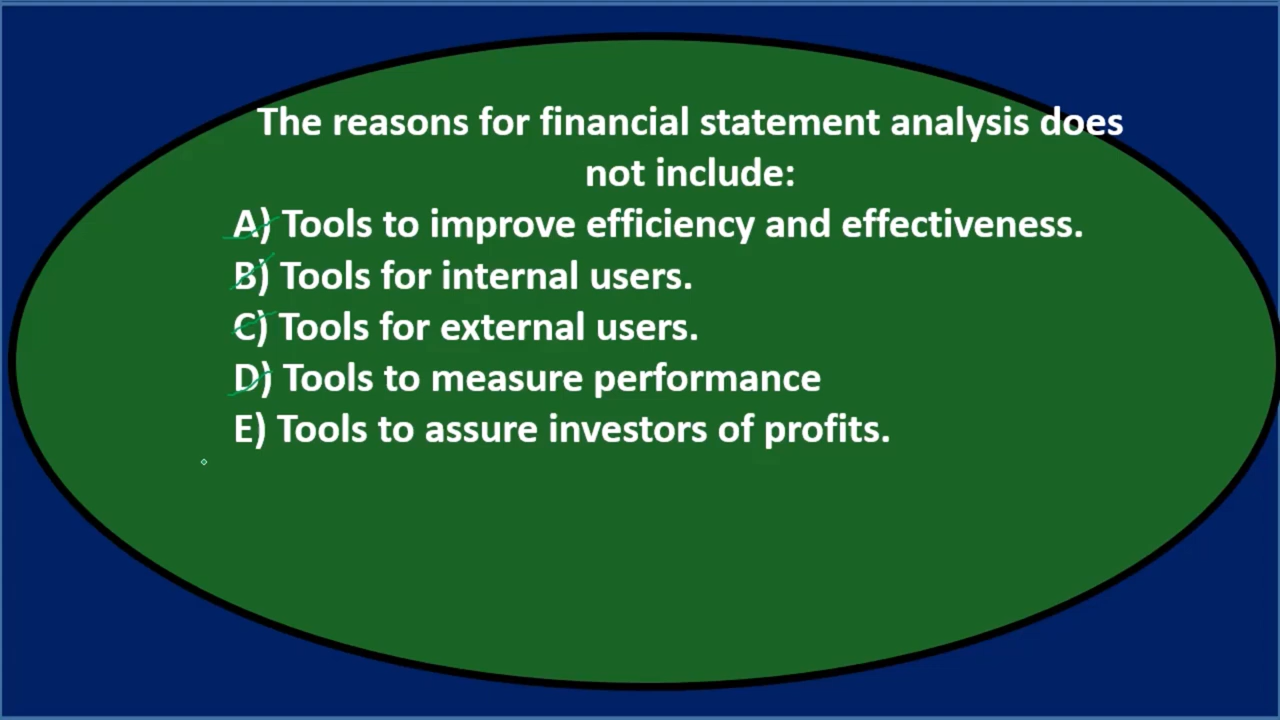 The reasons for financial statement analysis does
not include:
A) Tools to improve efficiency and effectiveness.
B) Tools for internal users.
C) Tools for external users.
D) Tools to measure performance
E) Tools to assure investors of profits.